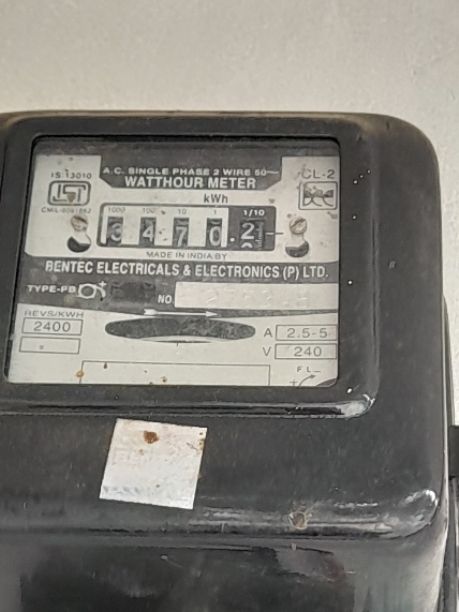 IS 13010
A.C. SINGLE PHASE 2 WIRE 50~
CL-2
WATTHOUR METER
kWh
1000 100 10 1 1/10
3 4 7 0 . 2
MADE IN INDIA BY
BENTEC ELECTRICALS & ELECTRONICS (P) LTD.
TYPE-PB
NO
REVS/KWH
2400
A 2.5-5
V 240
F L